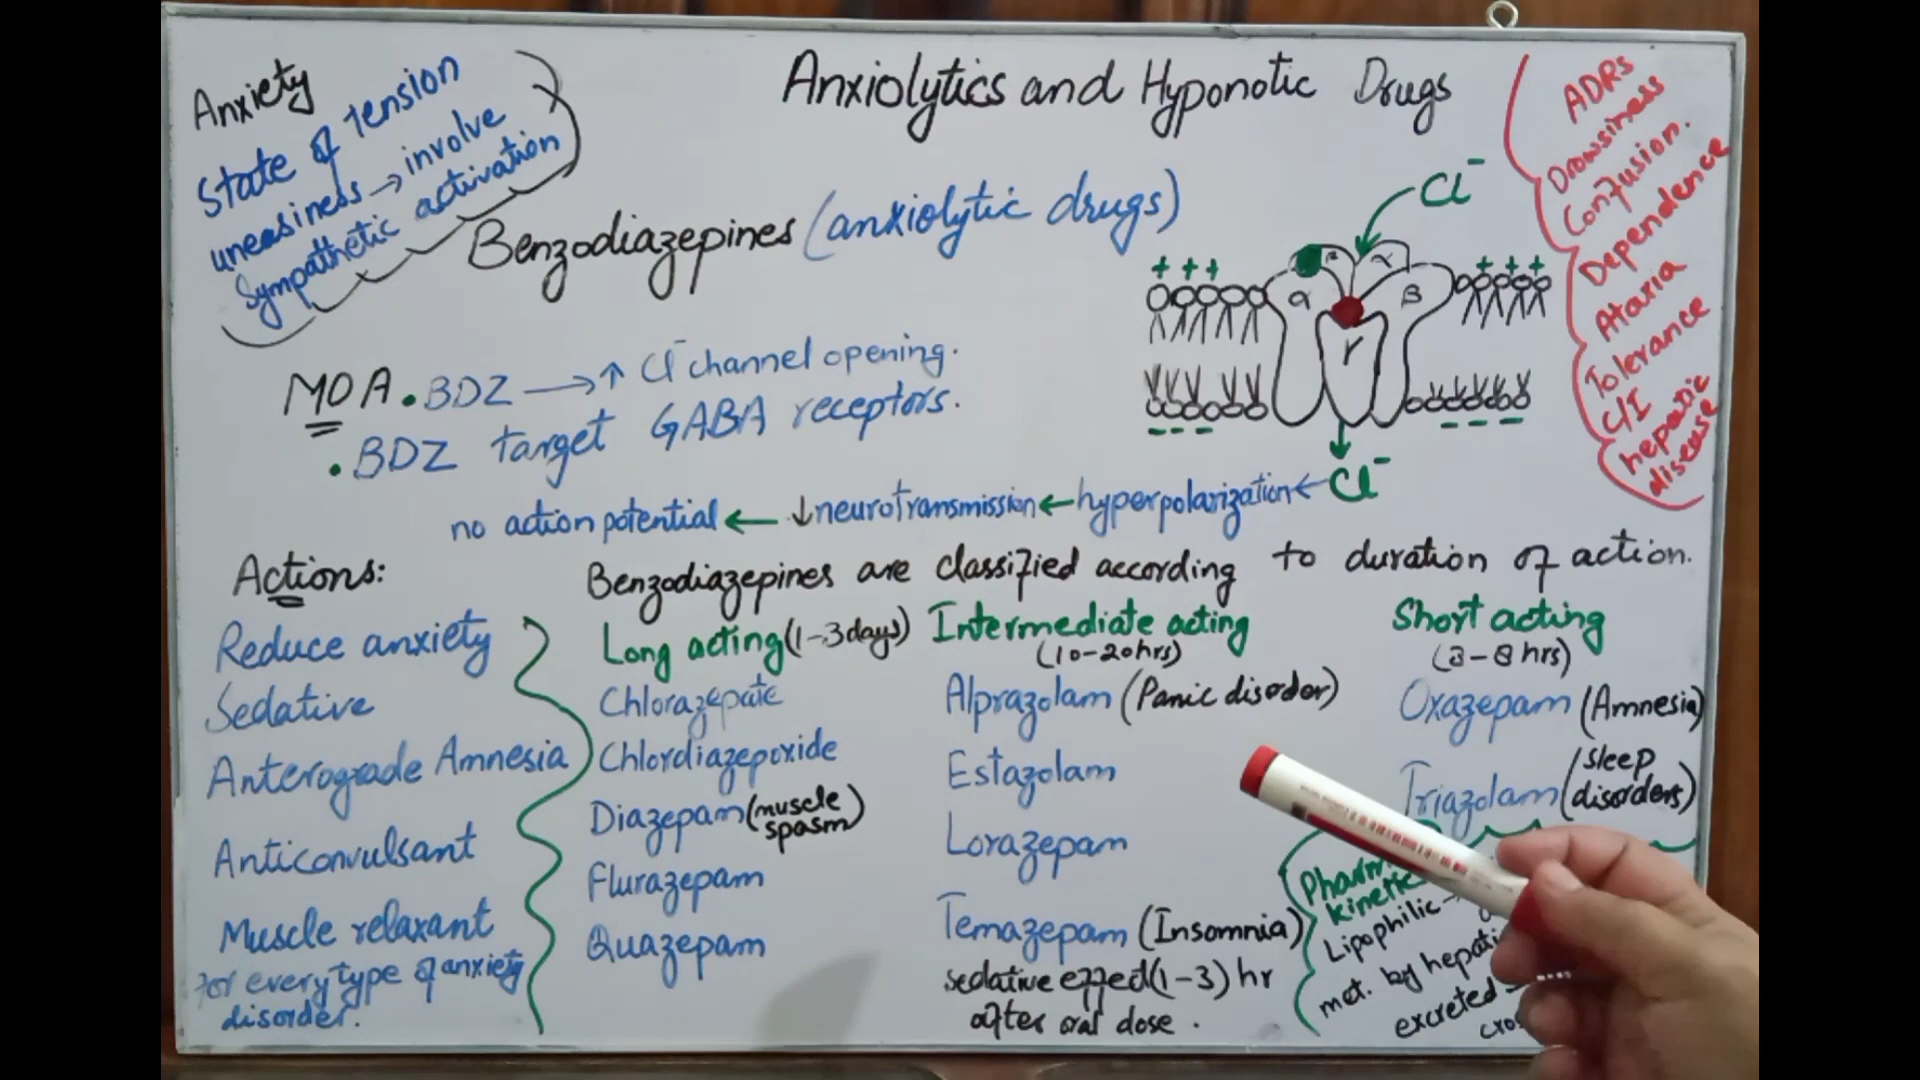 Anxiolytics and Hyponotic Drugs
Anxiety
State of tension
uneasiness → involve
Sympathetic activation
Benzodiazepines (anxiolytic drugs)
MOA • BDZ → ↑ Cl⁻ channel opening.
• BDZ target GABA receptors.
Cl⁻
+ + +
+ + +
α
β
α
β
γ
- - -
- - -
no action potential ← ↓ neurotransmission ← hyperpolarization ← Cl⁻
ADRs
Drowsiness
Confusion.
Dependence
Ataxia
Tolerance
C/I
hepatic
disease
Actions:
Reduce anxiety
Sedative
Anterograde Amnesia
Anticonvulsant
Muscle relaxant
For every type of anxiety
disorder.
Benzodiazepines are classified according to duration of action.
Long acting (1-3 days)
Chlorazepate
Chlordiazepoxide
Diazepam (muscle
spasm)
Flurazepam
Quazepam
Intermediate acting
(10-20 hrs)
Alprazolam (Panic disorder)
Estazolam
Lorazepam
Temazepam (Insomnia)
sedative effect (1-3) hr
after oral dose .
Short acting
(3-8 hrs)
Oxazepam (Amnesia)
Triazolam (sleep
disorders)
kinetic
Lipophilic →
met. by
excreted →